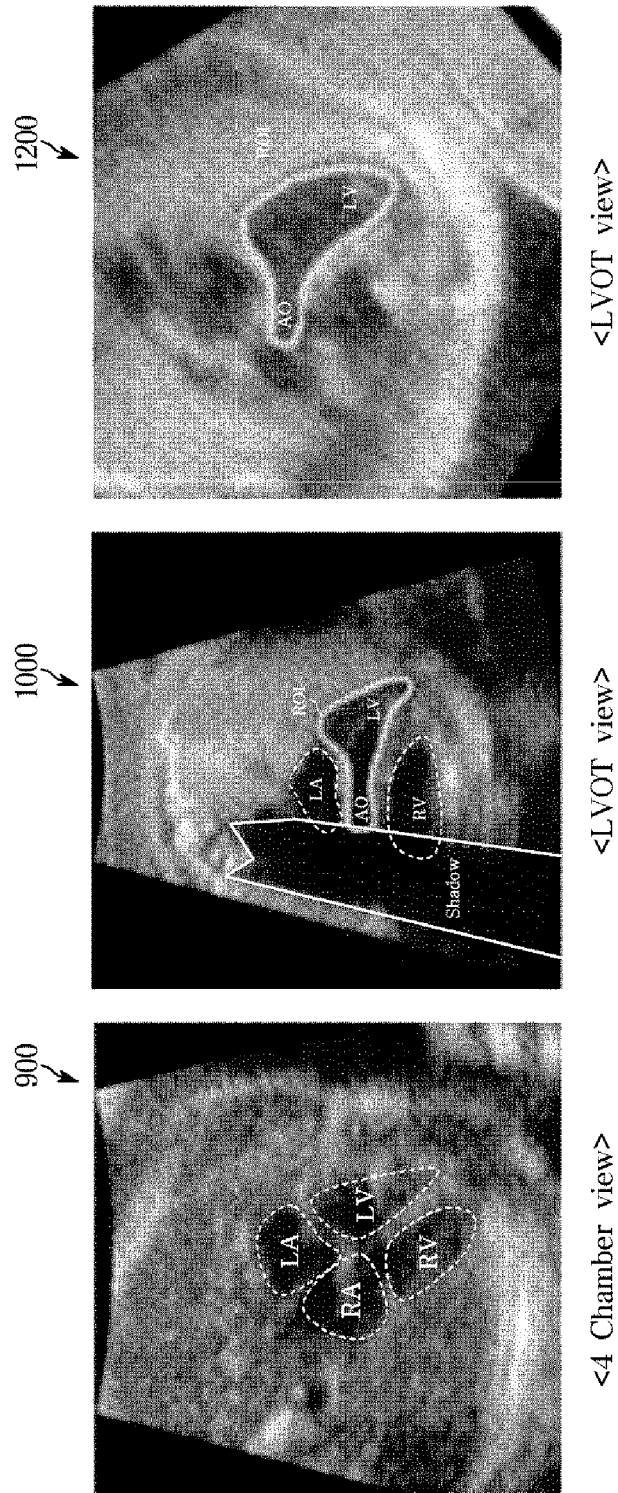 900
LA
LV
RA
RV
<4 Chamber view>
1000
ROI
LA
LV
AO
RV
Shadow
<LVOT view>
1200
ROI
LV
AO
<LVOT view>